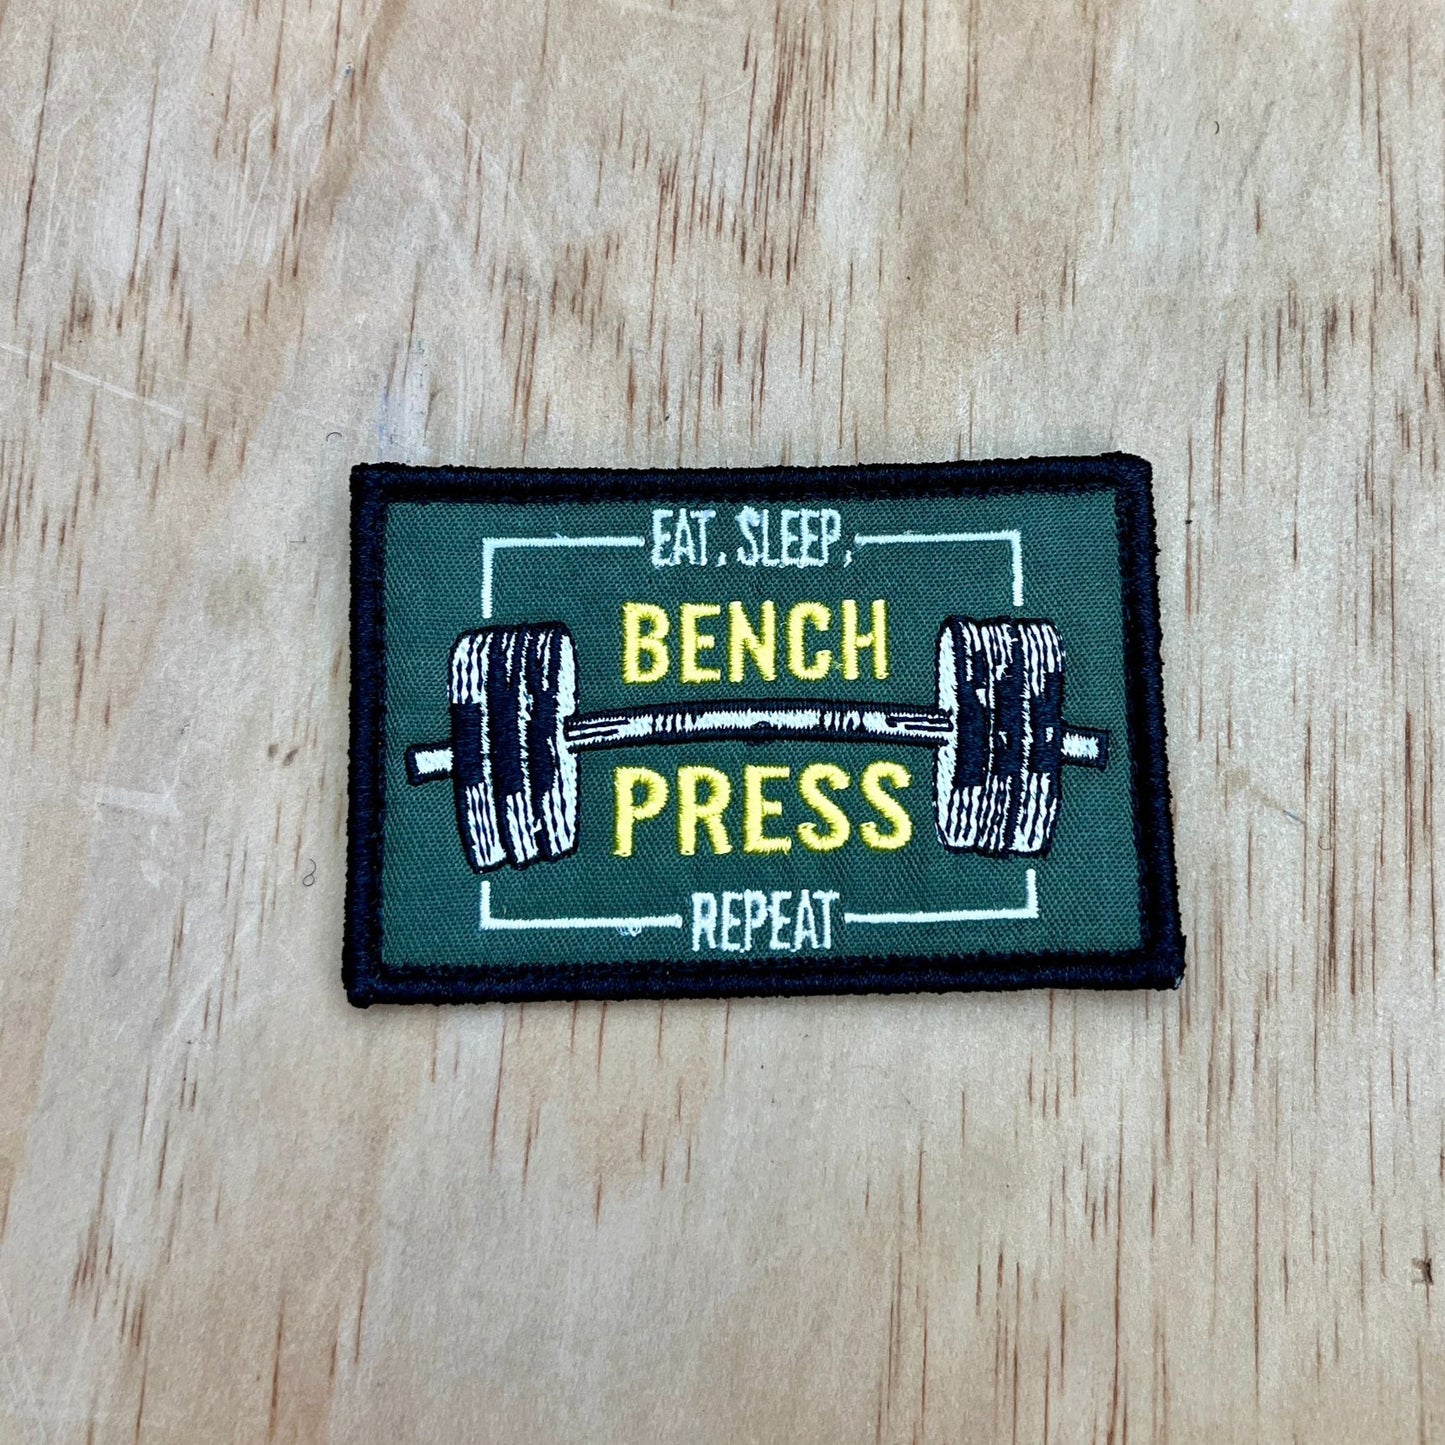 EAT, SLEEP,
BENCH
PRESS
REPEAT